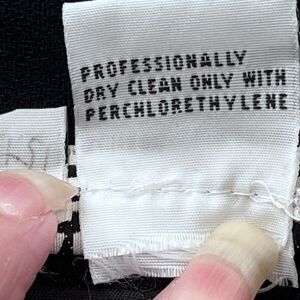 PROFESSIONALLY
DRY CLEAN ONLY WITH
PERCHLORETHYLENE